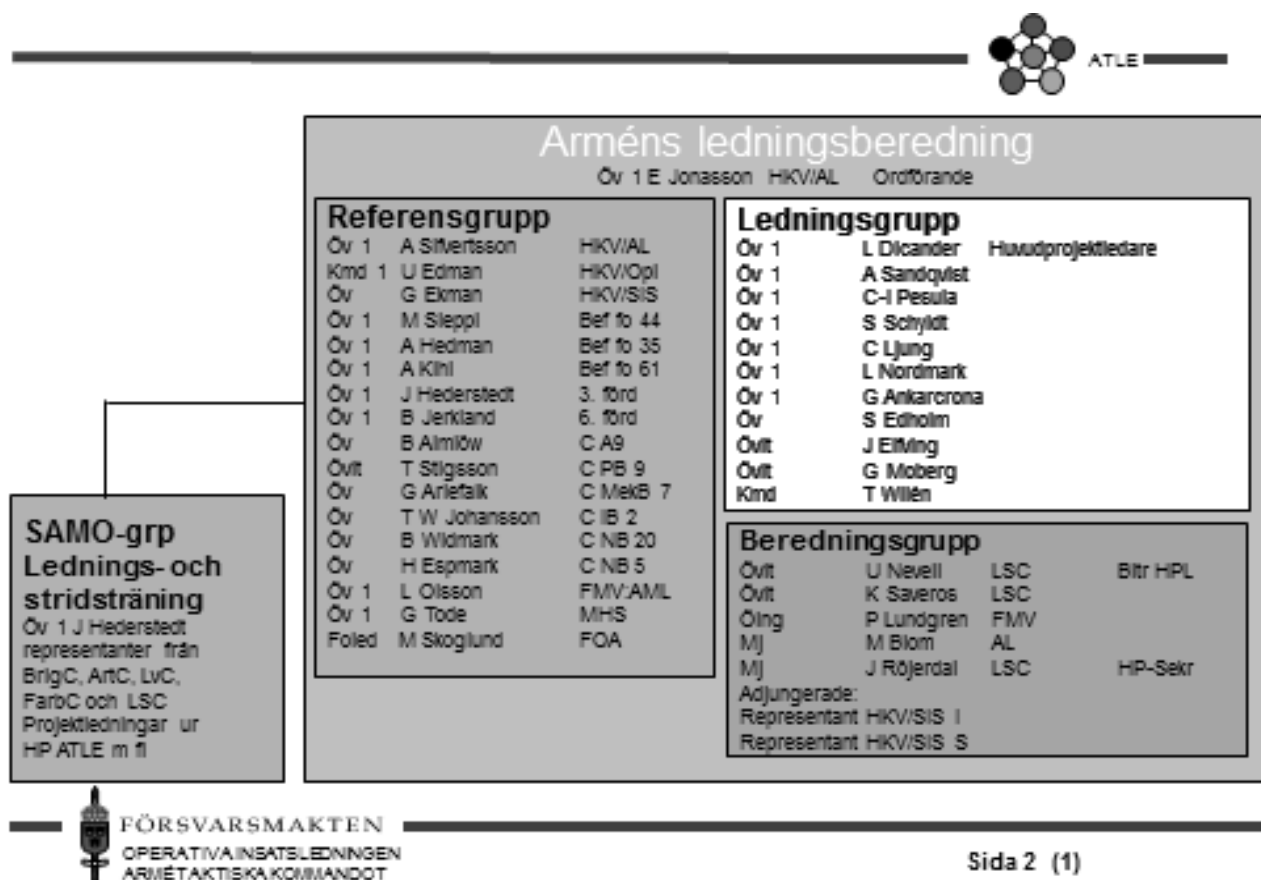 ATLE
Arméns ledningsberedning
Öv 1 E Jonasson HKV/AL Ordförande
Referensgrupp
Öv 1 A Sifvertsson HKV/AL
Kmd 1 U Edman HKV/Opl
Öv G Ekman HKV/SIS
Öv 1 M Sleppi Bef fo 44
Öv 1 A Hedman Bef fo 35
Öv 1 A Kihl Bef fo 61
Öv 1 J Hederstedt 3. förd
Öv 1 B Jerkland 6. förd
Öv B Almlöw C A9
Övlt T Stigsson C PB 9
Öv G Arlefalk C MekB 7
Öv T W Johansson C IB 2
Öv B Widmark C NB 20
Öv H Espmark C NB 5
Öv 1 L Olsson FMV:AML
Öv 1 G Tode MHS
Foled M Skoglund FOA
Ledningsgrupp
Öv 1 L Dicander Huvudprojektledare
Öv 1 A Sandqvist
Öv 1 C-I Pesula
Öv 1 S Schyldt
Öv 1 C Ljung
Öv 1 L Nordmark
Öv 1 G Ankarcrona
Öv S Edholm
Övlt J Elfving
Övlt G Moberg
Kmd T Wilén
Beredningsgrupp
Övlt U Nevell LSC Bitr HPL
Övlt K Saveros LSC
Öing P Lundgren FMV
Mj M Blom AL
Mj J Röjerdal LSC HP-Sekr
Adjungerade:
Representant HKV/SIS I
Representant HKV/SIS S
SAMO-grp
Lednings- och
stridsträning
Öv 1 J Hederstedt
representanter från
BrigC, ArtC, LvC,
FarbC och LSC
Projektledningar ur
HP ATLE m fl
FÖRSVARSMAKTEN
OPERATIVA INSATSLEDNINGEN
ARMÉTAKTISKA KOMMANDOT
Sida 2 (1)